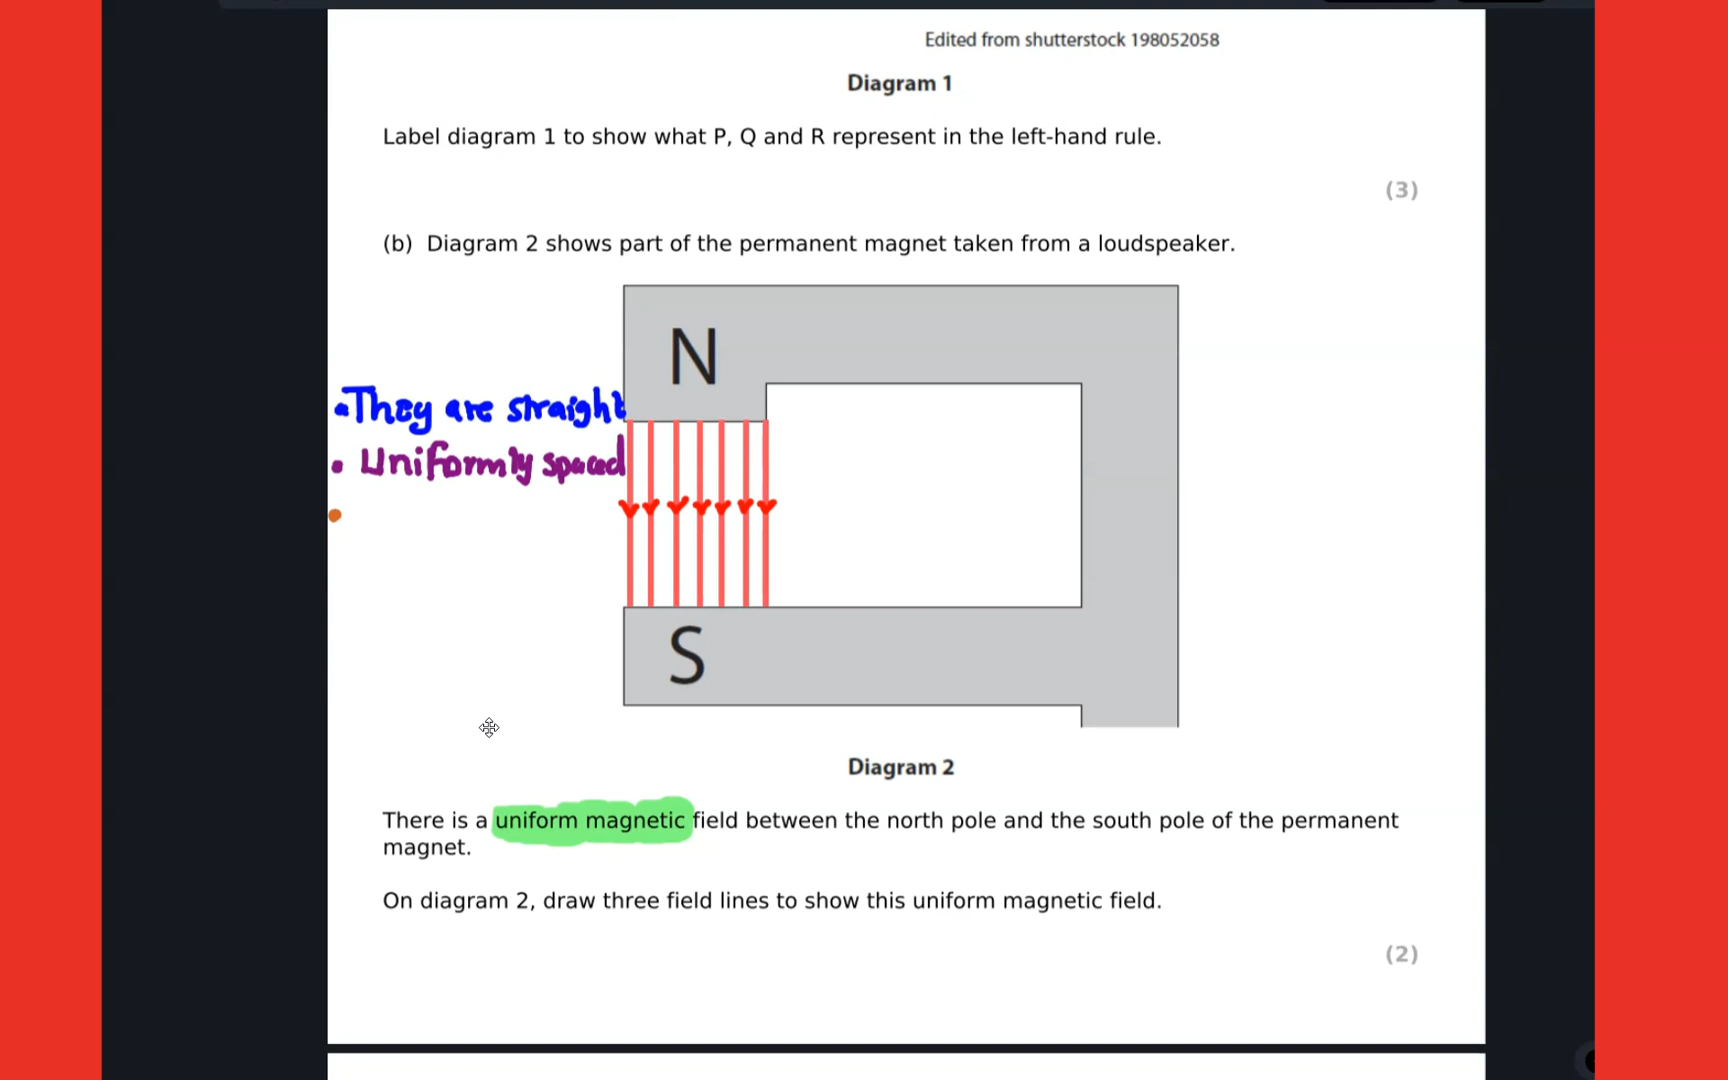 Edited from shutterstock 198052058
Diagram 1
Label diagram 1 to show what P, Q and R represent in the left-hand rule.
(3)
(b) Diagram 2 shows part of the permanent magnet taken from a loudspeaker.
N
• They are straight
• Uniformly spaced
S
Diagram 2
There is a uniform magnetic field between the north pole and the south pole of the permanent
magnet.
On diagram 2, draw three field lines to show this uniform magnetic field.
(2)